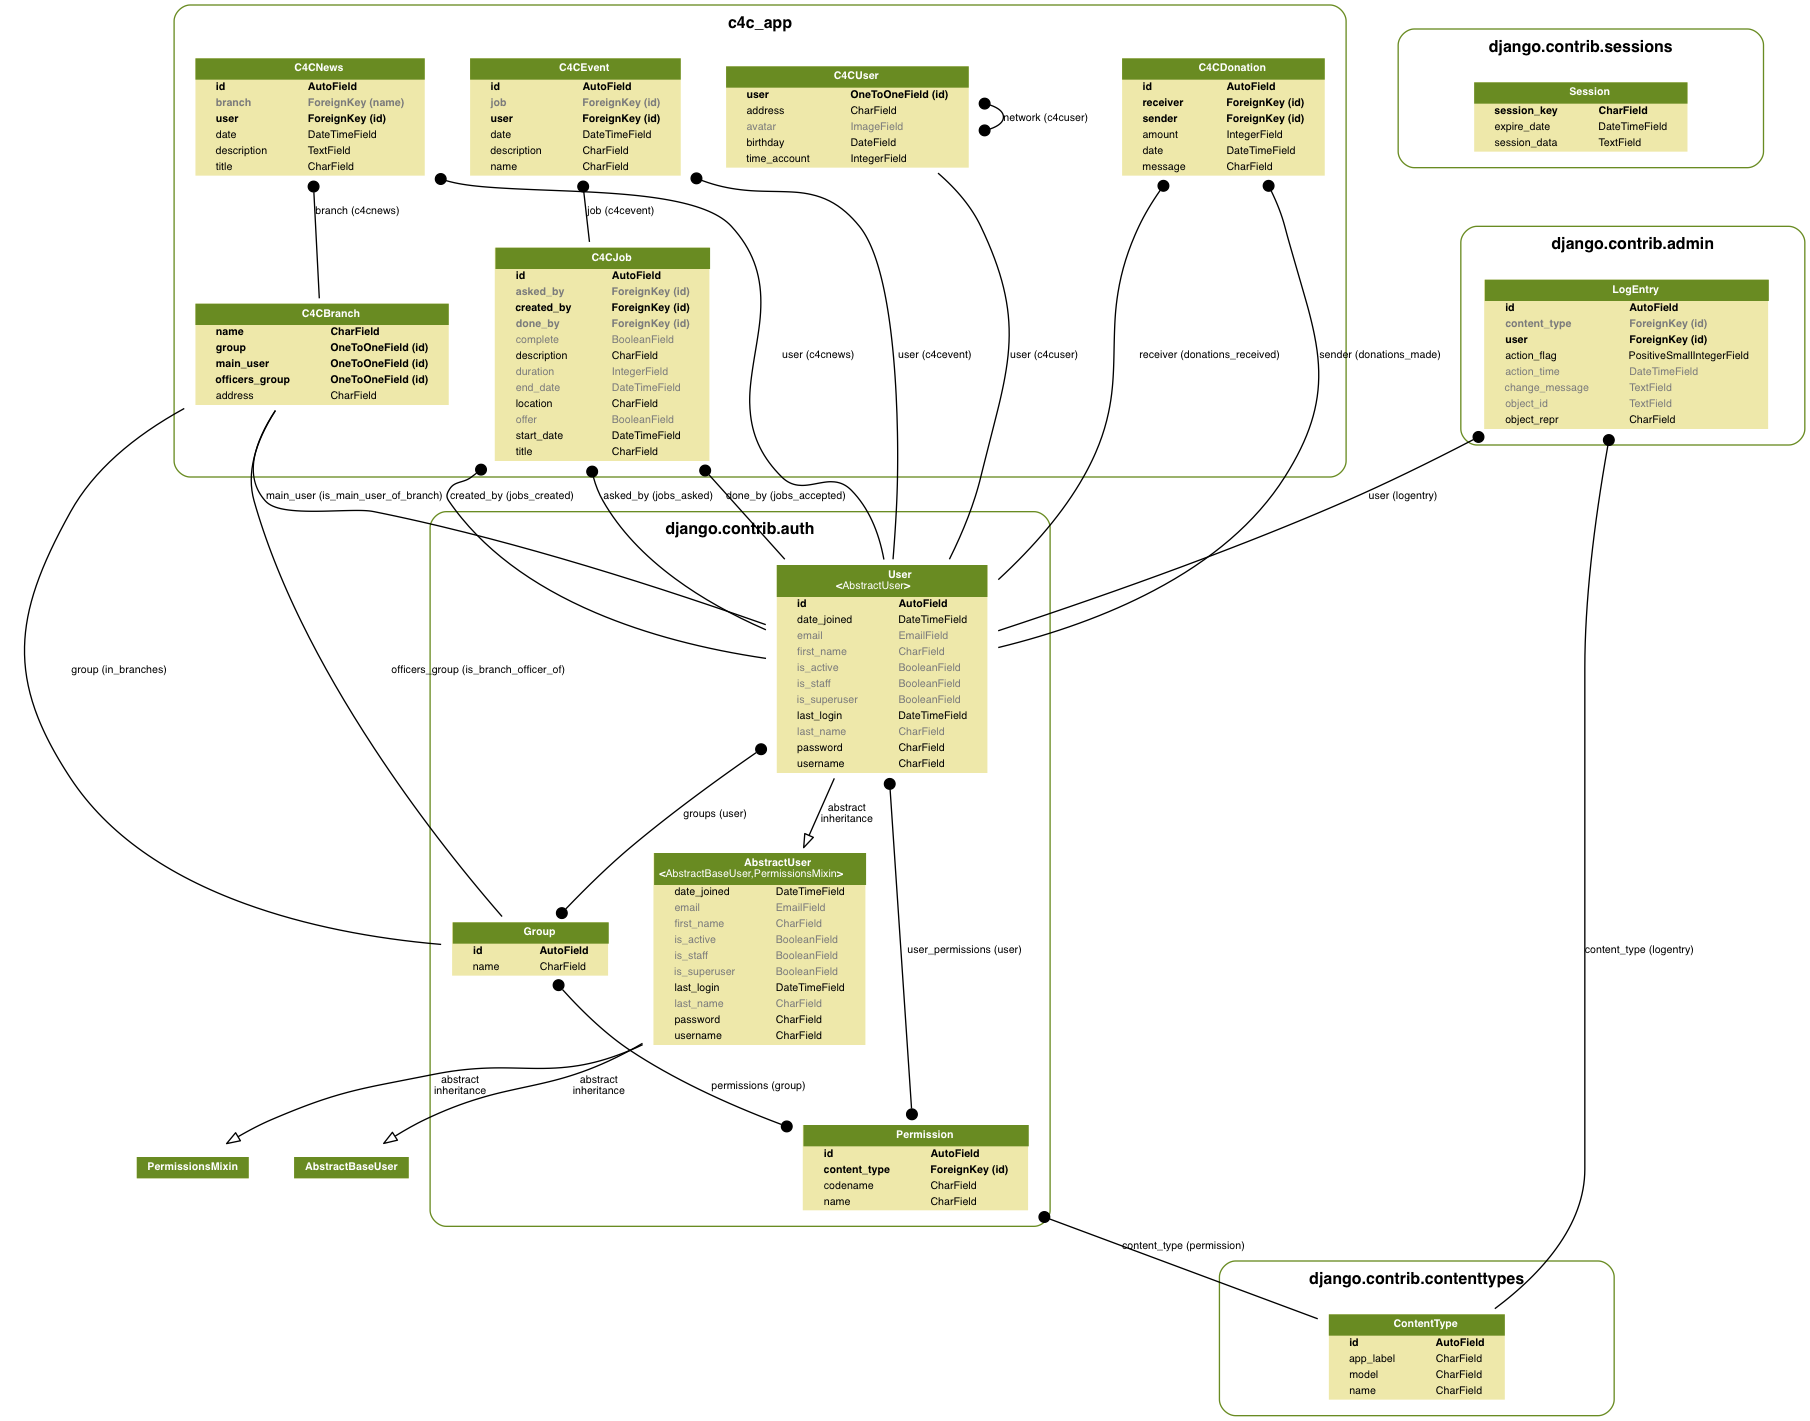 c4c_app
C4CNews
id AutoField
branch ForeignKey (name)
user ForeignKey (id)
date DateTimeField
description TextField
title CharField
C4CEvent
id AutoField
job ForeignKey (id)
user ForeignKey (id)
date DateTimeField
description CharField
name CharField
C4CUser
user OneToOneField (id)
address CharField
avatar ImageField
birthday DateField
time_account IntegerField
network (c4cuser)
C4CDonation
id AutoField
receiver ForeignKey (id)
sender ForeignKey (id)
amount IntegerField
date DateTimeField
message CharField
django.contrib.sessions
Session
session_key CharField
expire_date DateTimeField
session_data TextField
branch (c4cnews)
job (c4cevent)
C4CJob
id AutoField
asked_by ForeignKey (id)
created_by ForeignKey (id)
done_by ForeignKey (id)
complete BooleanField
description CharField
duration IntegerField
end_date DateTimeField
location CharField
offer BooleanField
start_date DateTimeField
title CharField
C4CBranch
name CharField
group OneToOneField (id)
main_user OneToOneField (id)
officers_group OneToOneField (id)
address CharField
user (c4cnews)
user (c4cevent)
user (c4cuser)
receiver (donations_received)
sender (donations_made)
django.contrib.admin
LogEntry
id AutoField
content_type ForeignKey (id)
user ForeignKey (id)
action_flag PositiveSmallIntegerField
action_time DateTimeField
change_message TextField
object_id TextField
object_repr CharField
main_user (is_main_user_of_branch)
created_by (jobs_created)
asked_by (jobs_asked)
done_by (jobs_accepted)
user (logentry)
django.contrib.auth
User
<AbstractUser>
id AutoField
date_joined DateTimeField
email EmailField
first_name CharField
is_active BooleanField
is_staff BooleanField
is_superuser BooleanField
last_login DateTimeField
last_name CharField
password CharField
username CharField
group (in_branches)
officers_group (is_branch_officer_of)
groups (user)
abstract
inheritance
AbstractUser
<AbstractBaseUser,PermissionsMixin>
date_joined DateTimeField
email EmailField
first_name CharField
is_active BooleanField
is_staff BooleanField
is_superuser BooleanField
last_login DateTimeField
last_name CharField
password CharField
username CharField
Group
id AutoField
name CharField
user_permissions (user)
content_type (logentry)
abstract
inheritance
abstract
inheritance
permissions (group)
PermissionsMixin
AbstractBaseUser
Permission
id AutoField
content_type ForeignKey (id)
codename CharField
name CharField
content_type (permission)
django.contrib.contenttypes
ContentType
id AutoField
app_label CharField
model CharField
name CharField